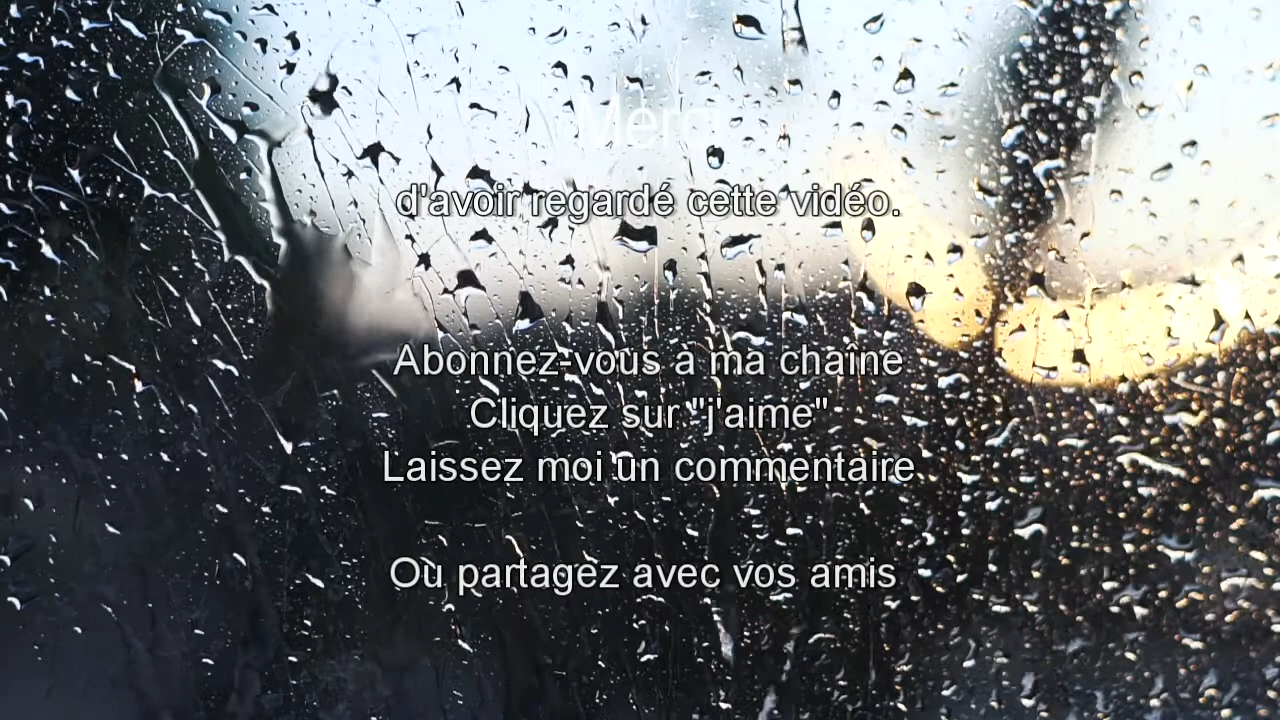 Merci
d'avoir regardé cette vidéo.
Abonnez-vous à ma chaîne
Cliquez sur "j'aime"
Laissez moi un commentaire
Ou partagez avec vos amis